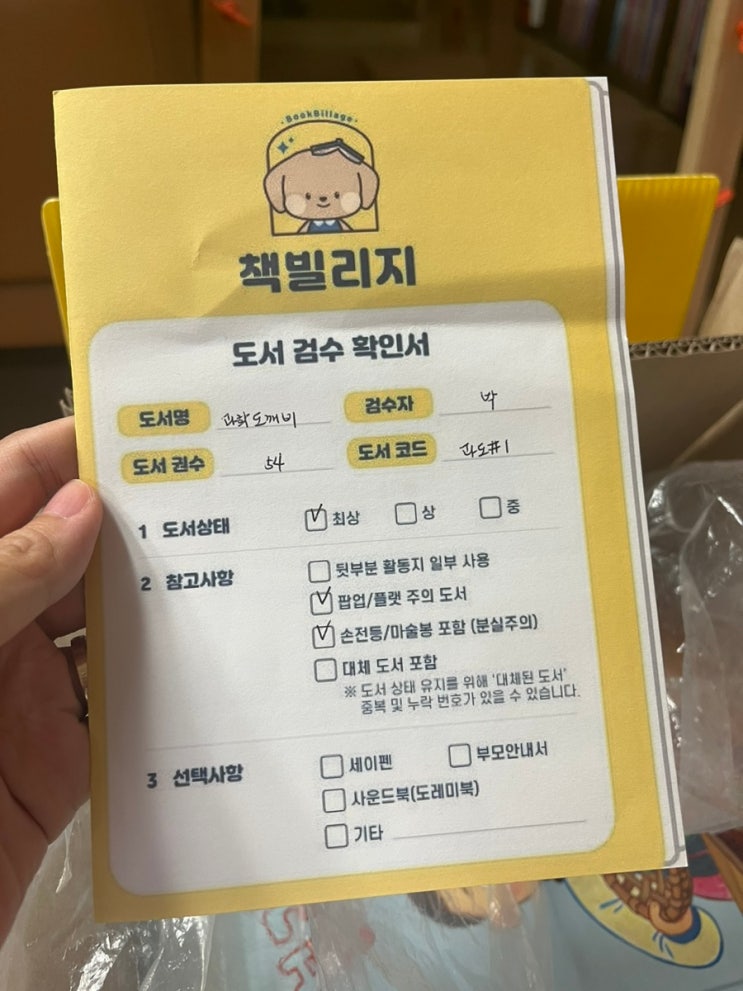 ·BookBillage·
책빌리지
도서 검수 확인서
도서명 과학도깨비 검수자 박
도서 권수 54 도서 코드 과도#1
1 도서상태 최상 상 중
2 참고사항 뒷부분 활동지 일부 사용
팝업/플랫 주의 도서
손전등/마술봉 포함 (분실주의)
대체 도서 포함
※ 도서 상태 유지를 위해 '대체된 도서'
중복 및 누락 번호가 있을 수 있습니다.
3 선택사항 세이펜 부모안내서
사운드북(도레미북)
기타